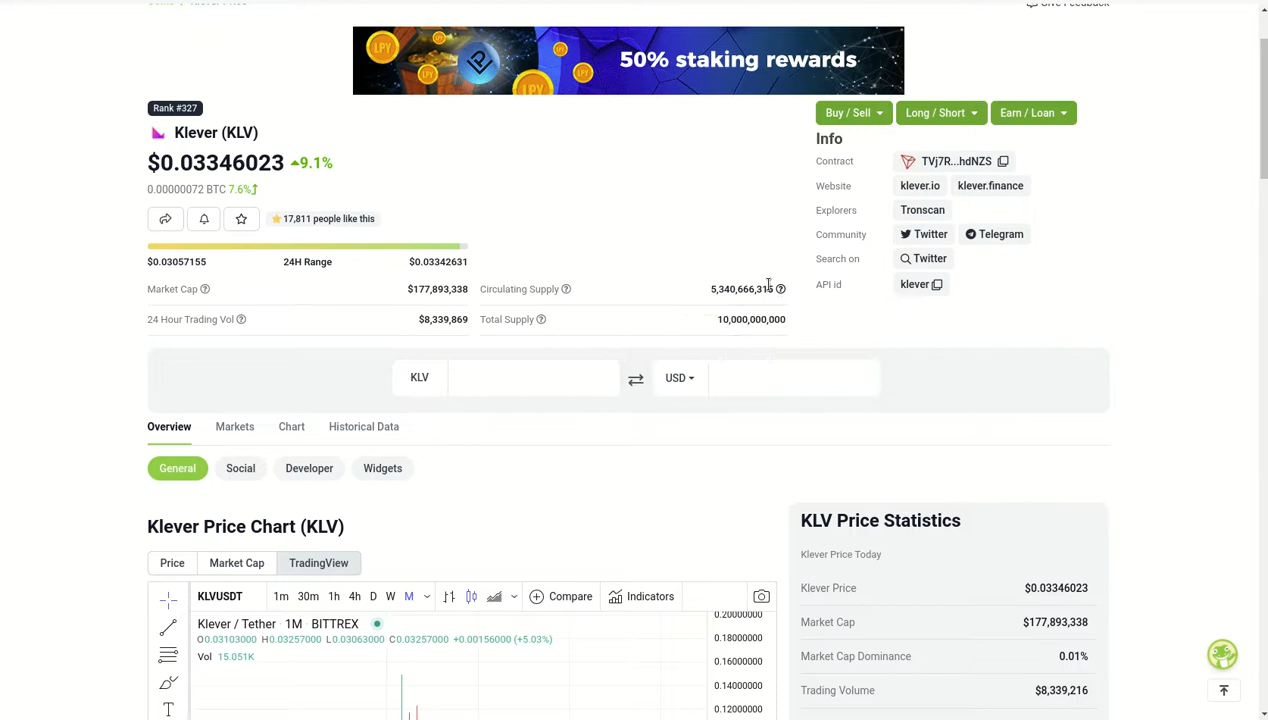 50% staking rewards
LPY
LPY
LPY
LPY
LPY
LPY
Rank #327
Klever (KLV)
$0.03346023 9.1%
0.00000072 BTC 7.6%
17,811 people like this
$0.03057155 24H Range $0.03342631
Market Cap $177,893,338
24 Hour Trading Vol $8,339,869
Circulating Supply
Total Supply 10,000,000,000
Buy / Sell Long / Short Earn / Loan
Info
Contract TVj7R...hdNZS
Website klever.io klever.finance
Explorers Tronscan
Community Twitter Telegram
Search on Twitter
API id klever
KLV USD
Overview Markets Chart Historical Data
General Social Developer Widgets
Klever Price Chart (KLV)
Price Market Cap TradingView
KLVUSDT 1m 30m 1h 4h D W M Compare Indicators
Klever / Tether · 1M · BITTREX
O0.03103000 H0.03257000 L0.03063000 C0.03257000 +0.00156000 (+5.03%)
Vol 15.051K
0.20000000
0.18000000
0.16000000
0.14000000
0.12000000
KLV Price Statistics
Klever Price Today
Klever Price $0.03346023
Market Cap $177,893,338
Market Cap Dominance 0.01%
Trading Volume $8,339,216